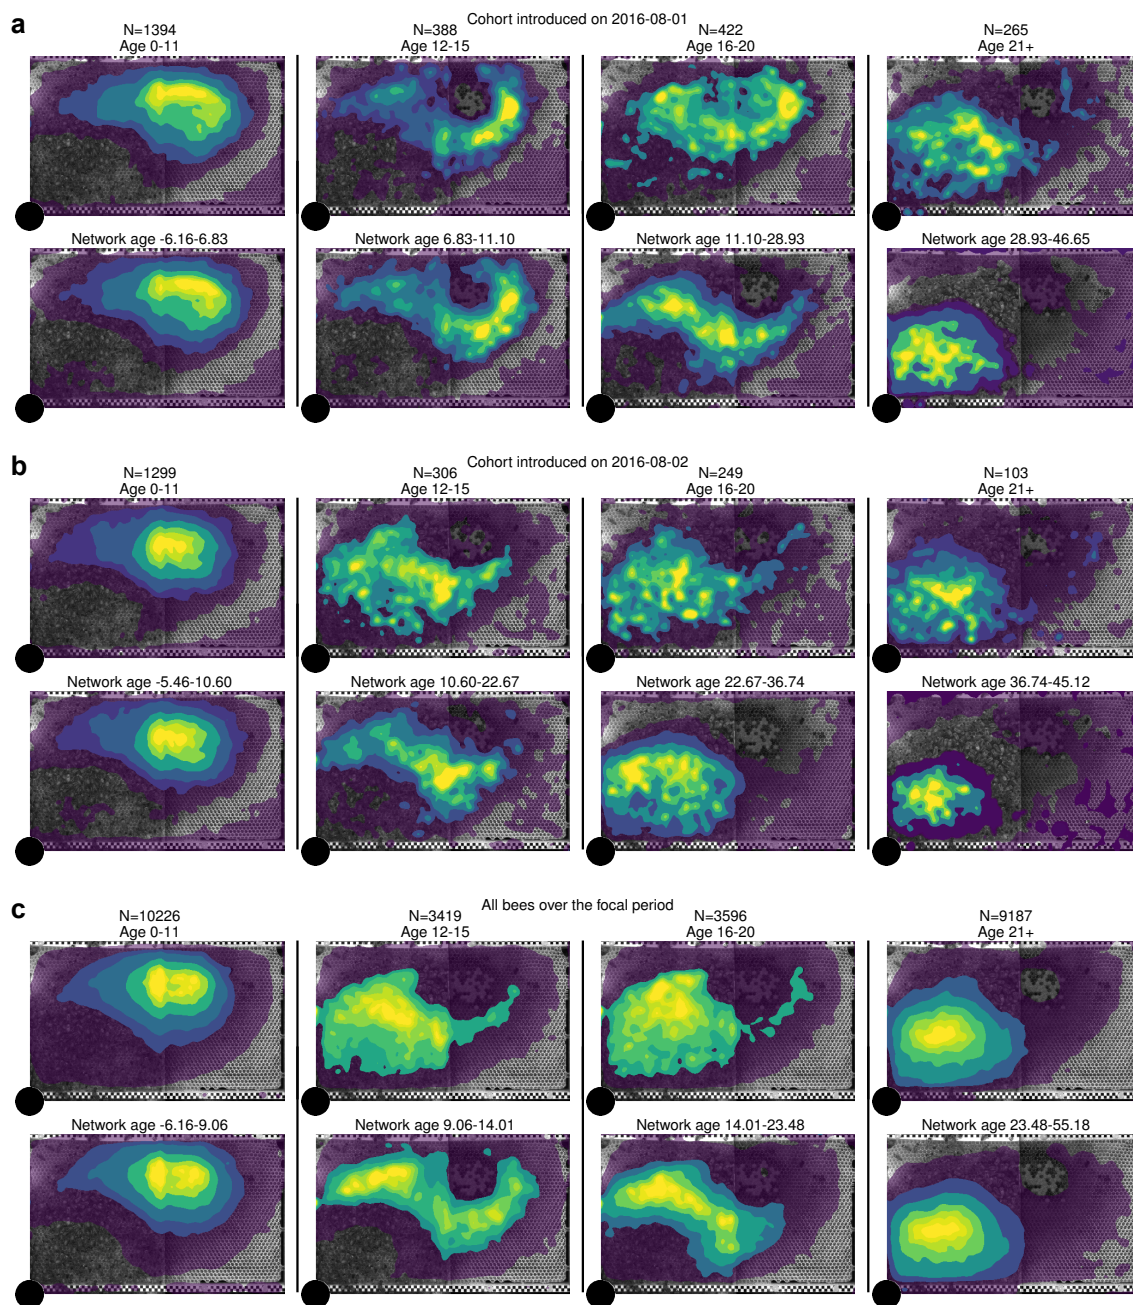 a
Cohort introduced on 2016-08-01
N=1394 N=388 N=422 N=265
Age 0-11 Age 12-15 Age 16-20 Age 21+
Network age -6.16-6.83 Network age 6.83-11.10 Network age 11.10-28.93 Network age 28.93-46.65
b
Cohort introduced on 2016-08-02
N=1299 N=306 N=249 N=103
Age 0-11 Age 12-15 Age 16-20 Age 21+
Network age -5.46-10.60 Network age 10.60-22.67 Network age 22.67-36.74 Network age 36.74-45.12
c
All bees over the focal period
N=10226 N=3419 N=3596 N=9187
Age 0-11 Age 12-15 Age 16-20 Age 21+
Network age -6.16-9.06 Network age 9.06-14.01 Network age 14.01-23.48 Network age 23.48-55.18